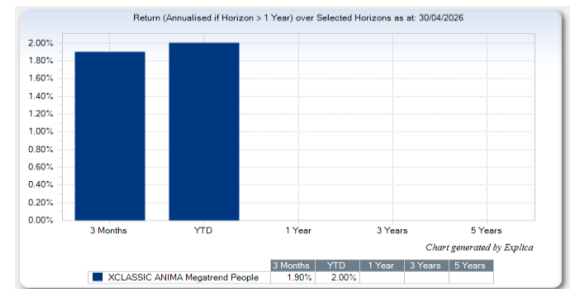 Return (Annualised if Horizon > 1 Year) over Selected Horizons as at: 30/04/2026
2.00%
1.80%
1.60%
1.40%
1.20%
1.00%
0.80%
0.60%
0.40%
0.20%
0.00%
3 Months YTD 1 Year 3 Years 5 Years
Chart generated by Explica
3 Months YTD 1 Year 3 Years 5 Years
XCLASSIC ANIMA Megatrend People 1.90% 2.00%